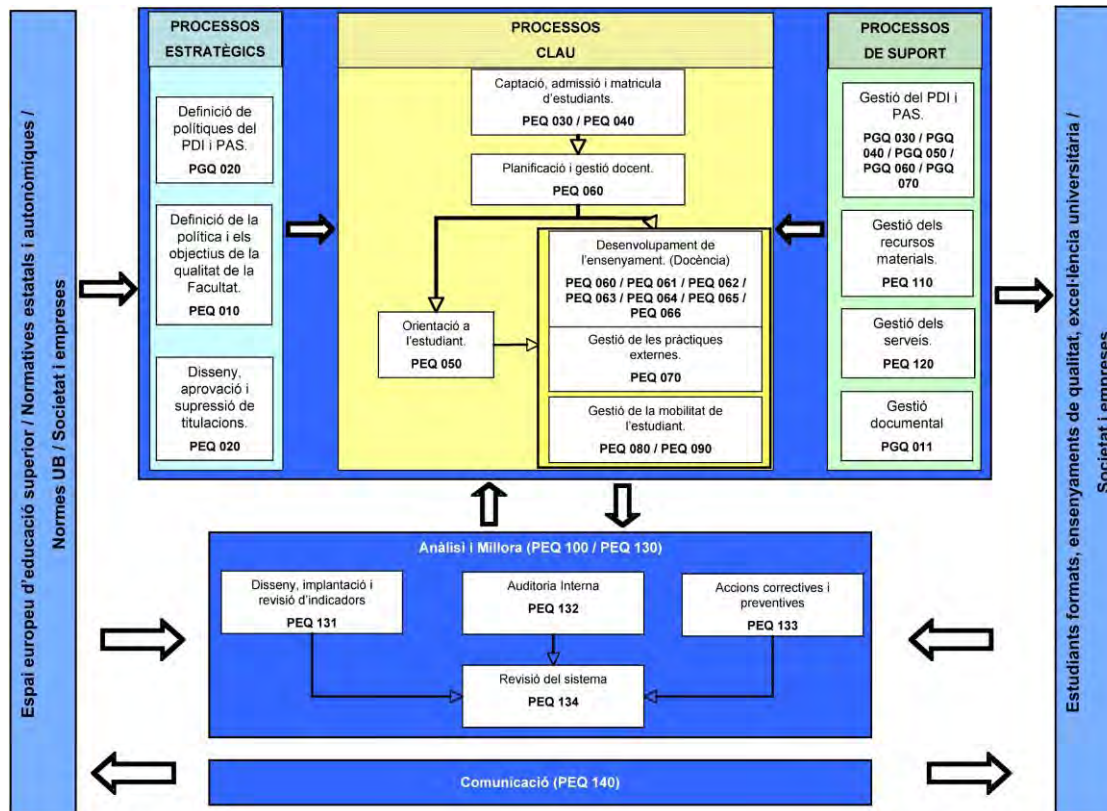 Espai europeu d'educació superior / Normatives estatals i autonòmiques /
Normes UB / Societat i empreses
PROCESSOS
ESTRATÈGICS
Definició de
polítiques del
PDI i PAS.
PGQ 020
Definició de la
política i els
objectius de la
qualitat de la
Facultat.
PEQ 010
Disseny,
aprovació i
supressió de
titulacions.
PEQ 020
PROCESSOS
CLAU
Captació, admissió i matricula
d'estudiants.
PEQ 030 / PEQ 040
Planificació i gestió docent.
PEQ 060
Orientació a
l'estudiant.
PEQ 050
Desenvolupament de
l'ensenyament. (Docència)
PEQ 060 / PEQ 061 / PEQ 062 /
PEQ 063 / PEQ 064 / PEQ 065 /
PEQ 066
Gestió de les pràctiques
externes.
PEQ 070
Gestió de la mobilitat de
l'estudiant.
PEQ 080 / PEQ 090
PROCESSOS
DE SUPORT
Gestió del PDI i
PAS.
PGQ 030 / PGQ
040 / PGQ 050 /
PGQ 060 / PGQ
070
Gestió dels
recursos
materials.
PEQ 110
Gestió dels
serveis.
PEQ 120
Gestió
documental
PGQ 011
Estudiants formats, ensenyaments de qualitat, excel·lència universitària /
Societat i empreses
Anàlisi i Millora (PEQ 100 / PEQ 130)
Disseny, implantació i
revisió d'indicadors
PEQ 131
Auditoria Interna
PEQ 132
Accions correctives i
preventives
PEQ 133
Revisió del sistema
PEQ 134
Comunicació (PEQ 140)